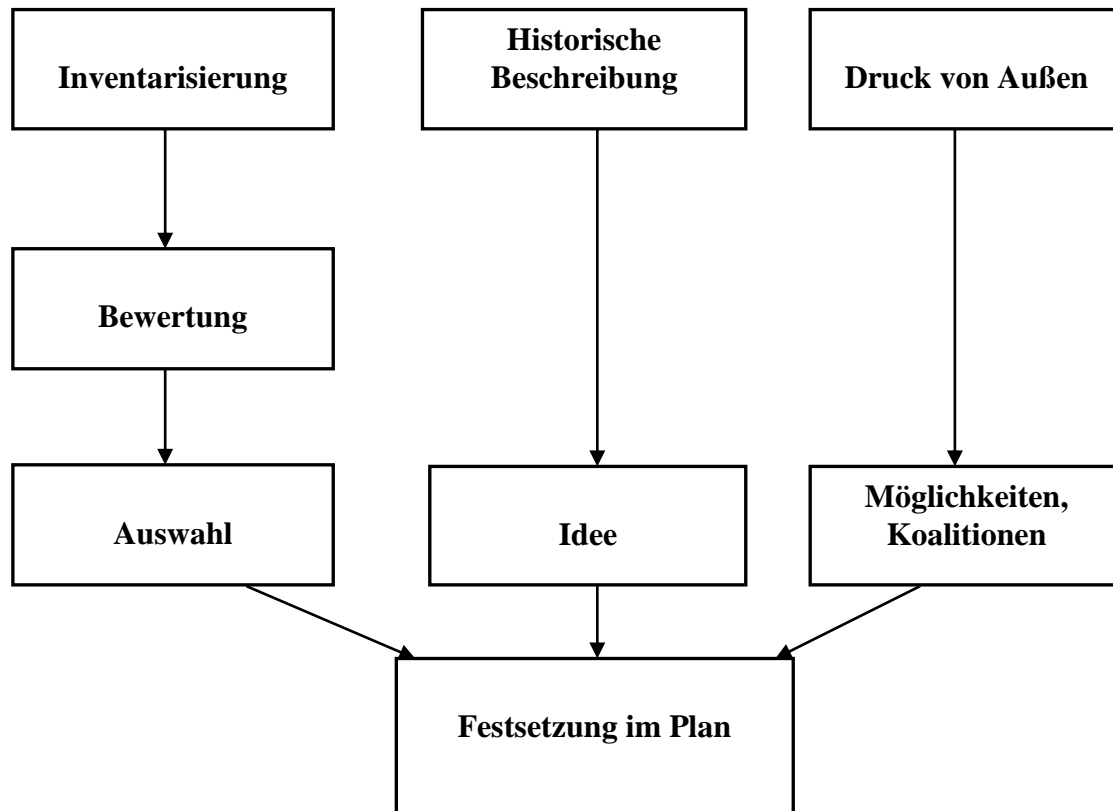 Inventarisierung
Historische
Beschreibung
Druck von Außen
Bewertung
Auswahl
Idee
Möglichkeiten,
Koalitionen
Festsetzung im Plan